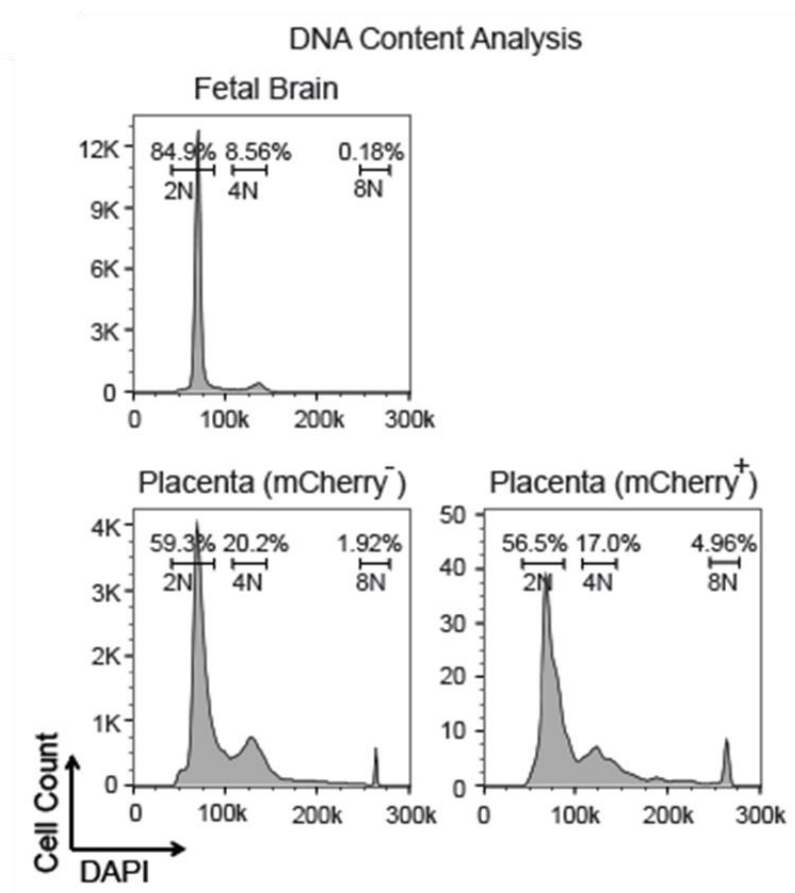 DNA Content Analysis
Fetal Brain
12K
9K
6K
3K
0
84.9% 8.56% 0.18%
2N 4N 8N
0 100k 200k 300k
Placenta (mCherry⁻)
4K
3K
2K
1K
0
59.3% 20.2% 1.92%
2N 4N 8N
0 100k 200k 300k
Placenta (mCherry⁺)
50
40
30
20
10
0
56.5% 17.0% 4.96%
2N 4N 8N
0 100k 200k 300k
Cell Count
DAPI